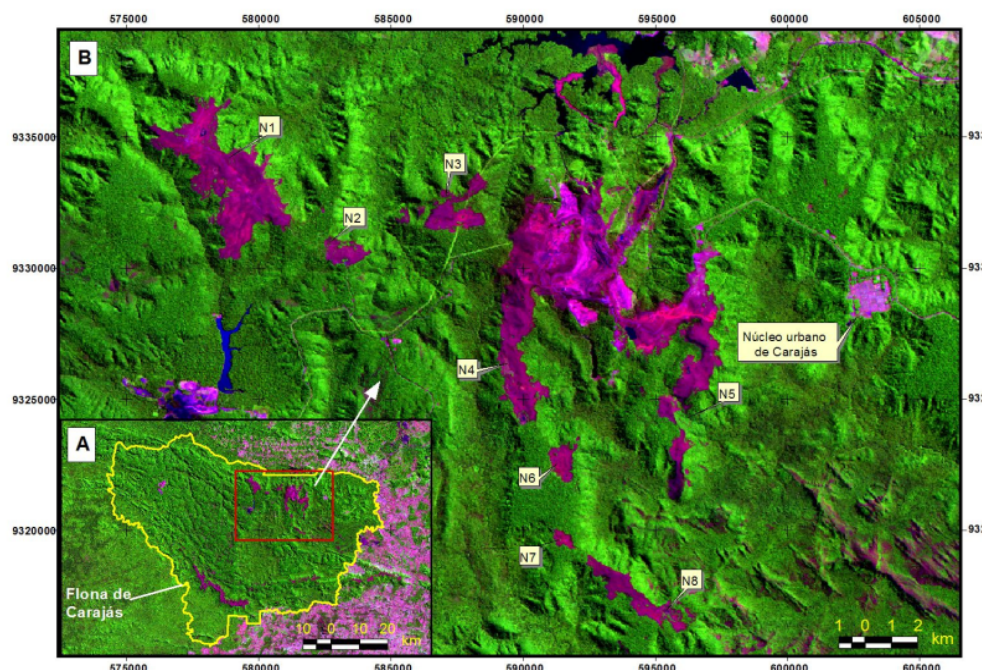 575000 580000 585000 590000 595000 600000 605000
B
9335000
N1
N3
N2
9330000
Núcleo urbano
de Carajás
N4
9325000
N5
A
N6
9320000
N7
N8
Flona de
Carajás
10 0 10 20
km
1 0 1 2
km
575000 580000 585000 590000 595000 600000 605000